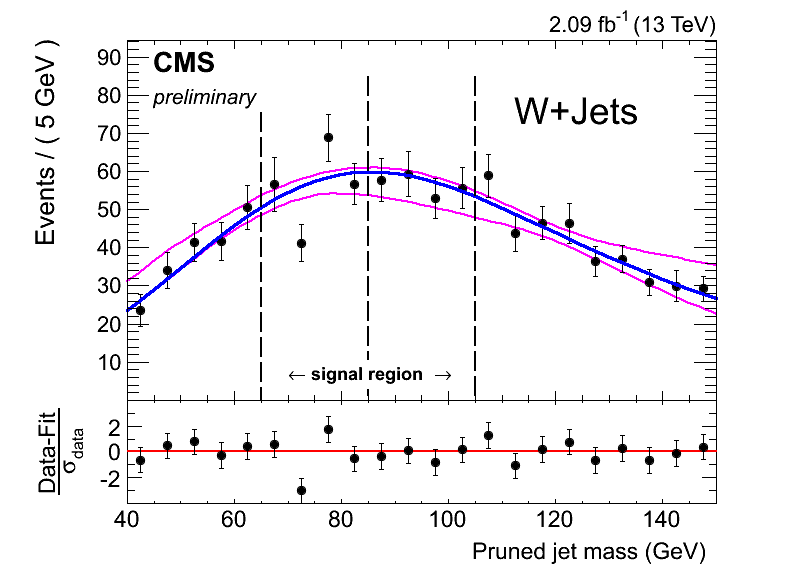 2.09 fb-1 (13 TeV)
CMS
preliminary
W+Jets
Events / ( 5 GeV )
90
80
70
60
50
40
30
20
10
← signal region →
Data-Fit
σdata
2
0
-2
40 60 80 100 120 140
Pruned jet mass (GeV)